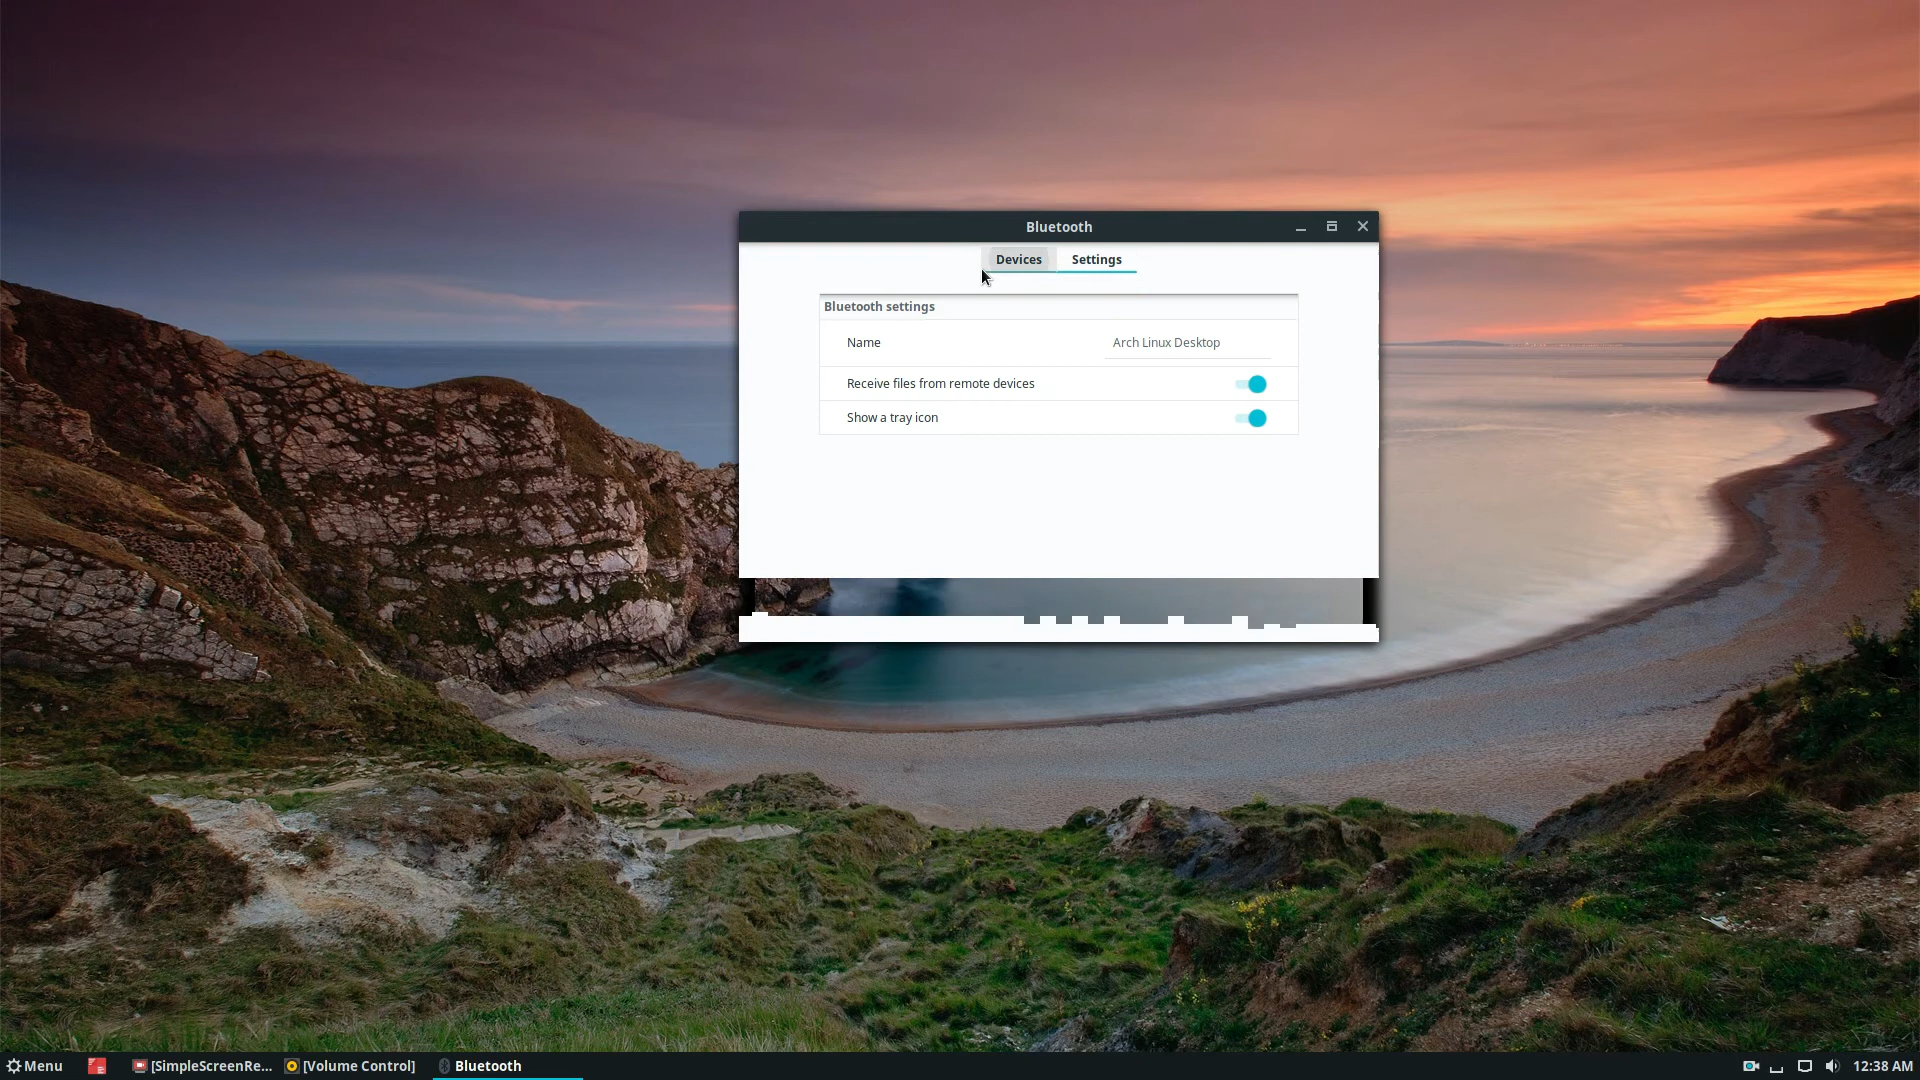 Bluetooth
Devices Settings
Bluetooth settings
Name Arch Linux Desktop
Receive files from remote devices
Show a tray icon
Menu [SimpleScreenRe... [Volume Control] Bluetooth 12:38 AM